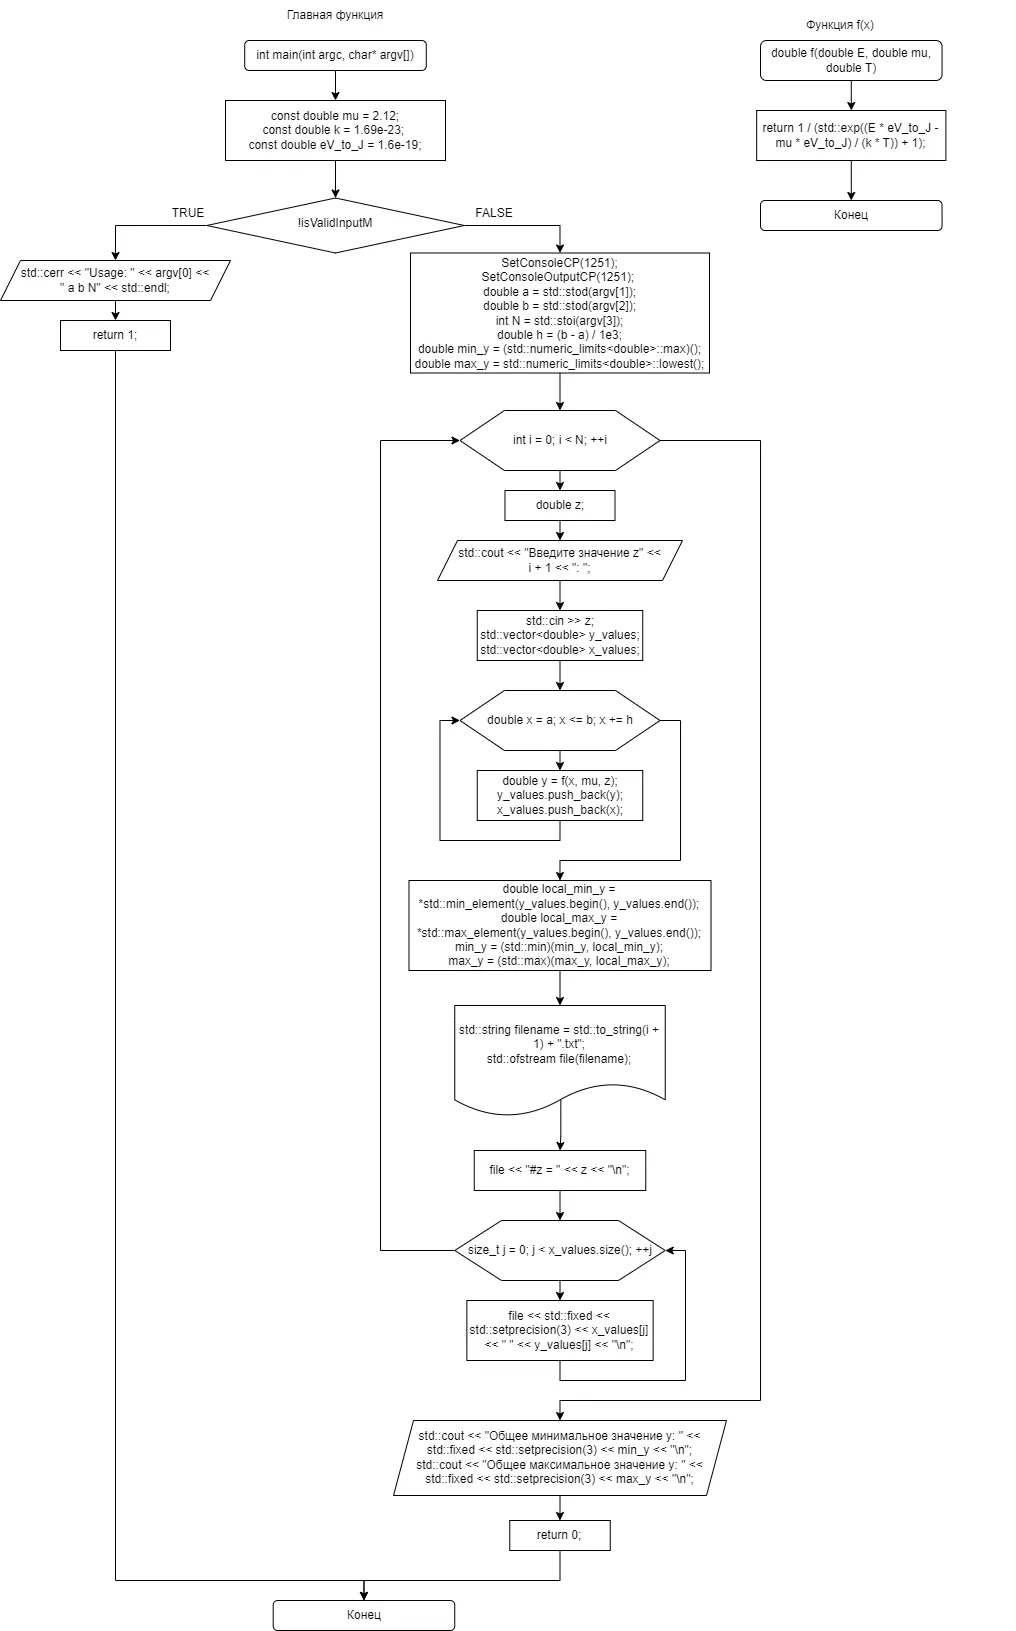 Главная функция
int main(int argc, char* argv[])
const double mu = 2.12;
const double k = 1.69e-23;
const double eV_to_J = 1.6e-19;
!isValidInputM
TRUE
FALSE
std::cerr << "Usage: " << argv[0] <<
" a b N" << std::endl;
return 1;
SetConsoleCP(1251);
SetConsoleOutputCP(1251);
double a = std::stod(argv[1]);
double b = std::stod(argv[2]);
int N = std::stoi(argv[3]);
double h = (b - a) / 1e3;
double min_y = (std::numeric_limits<double>::max)();
double max_y = std::numeric_limits<double>::lowest();
int i = 0; i < N; ++i
double z;
std::cout << "Введите значение z" <<
i + 1 << ": ";
std::cin >> z;
std::vector<double> y_values;
std::vector<double> x_values;
double x = a; x <= b; x += h
double y = f(x, mu, z);
y_values.push_back(y);
x_values.push_back(x);
double local_min_y =
*std::min_element(y_values.begin(), y_values.end());
double local_max_y =
*std::max_element(y_values.begin(), y_values.end());
min_y = (std::min)(min_y, local_min_y);
max_y = (std::max)(max_y, local_max_y);
std::string filename = std::to_string(i +
1) + ".txt";
std::ofstream file(filename);
file << "#z = " << z << "\n";
size_t j = 0; j < x_values.size(); ++j
file << std::fixed <<
std::setprecision(3) << x_values[j]
<< " " << y_values[j] << "\n";
std::cout << "Общее минимальное значение y: " <<
std::fixed << std::setprecision(3) << min_y << "\n";
std::cout << "Общее максимальное значение y: " <<
std::fixed << std::setprecision(3) << max_y << "\n";
return 0;
Конец
Функция f(x)
double f(double E, double mu,
double T)
return 1 / (std::exp((E * eV_to_J -
mu * eV_to_J) / (k * T)) + 1);
Конец